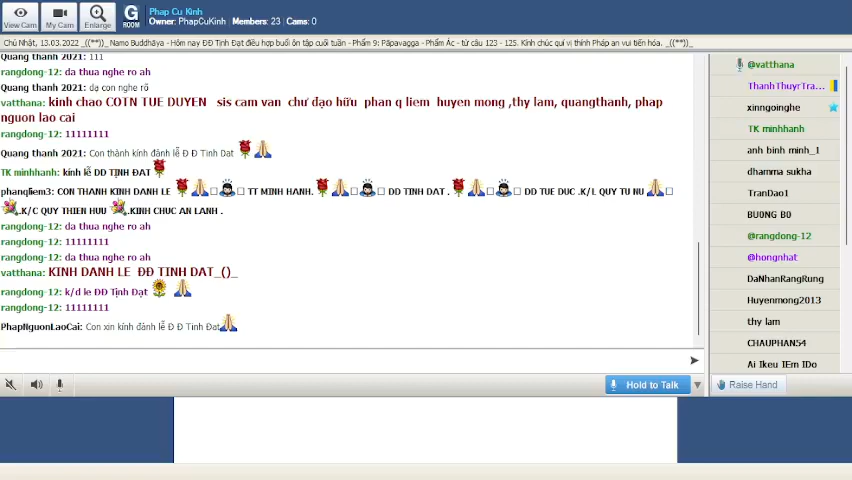 View Cam
My Cam
Enlarge
G
ROOM
Phap Cu Kinh
Owner: PhapCuKinh   Members: 23   Cams: 0
Chủ Nhật, 13.03.2022 _((**)_ Namo Buddhāya - Hôm nay ĐĐ Tịnh Đạt điều hợp buổi ôn tập cuối tuần - Phẩm 9: Pāpavagga - Phẩm Ác - từ câu 123 - 125. Kính chúc quí vị thính Pháp an vui tiến hóa. _((**)_
Quang thanh 2021: 111
rangdong-12: da thua nghe ro ah
Quang thanh 2021: dạ con nghe rõ
vatthana: kinh chao COTN TUE DUYEN sis cam van chư đạo hữu phan q liem huyen mong ,thy lam, quangthanh, phap
nguon lao cai
rangdong-12: 11111111
Quang thanh 2021: Con thành kính đảnh lễ Đ Đ Tịnh Đat
TK minhhanh: kính lễ DD TỊNH ĐẠT
phanqliem3: CON THANH KINH DANH LE TT MINH HANH. DD TINH DAT . DD TUE DUC .K/L QUY TU NU
.K/C QUY THIEN HUU .KINH CHUC AN LANH .
rangdong-12: da thua nghe ro ah
rangdong-12: 11111111
rangdong-12: da thua nghe ro ah
vatthana: KINH DANH LE ĐĐ TINH DAT_()_
rangdong-12: k/d le ĐĐ Tịnh Đạt
rangdong-12: 11111111
PhapNguonLaoCai: Con xin kính đảnh lễ Đ Đ Tịnh Đat
Hold to Talk
@vatthana
ThanhThuyrTra...
xinngoinghe
TK minhhanh
anh binh minh_1
dhamma sukha
TranDao1
BU0NG B0
@rangdong-12
@hongnhat
DaNhanRangRung
Huyenmong2013
thy lam
CHAUPHAN54
Ai Ikeu IEm IDo
Raise Hand